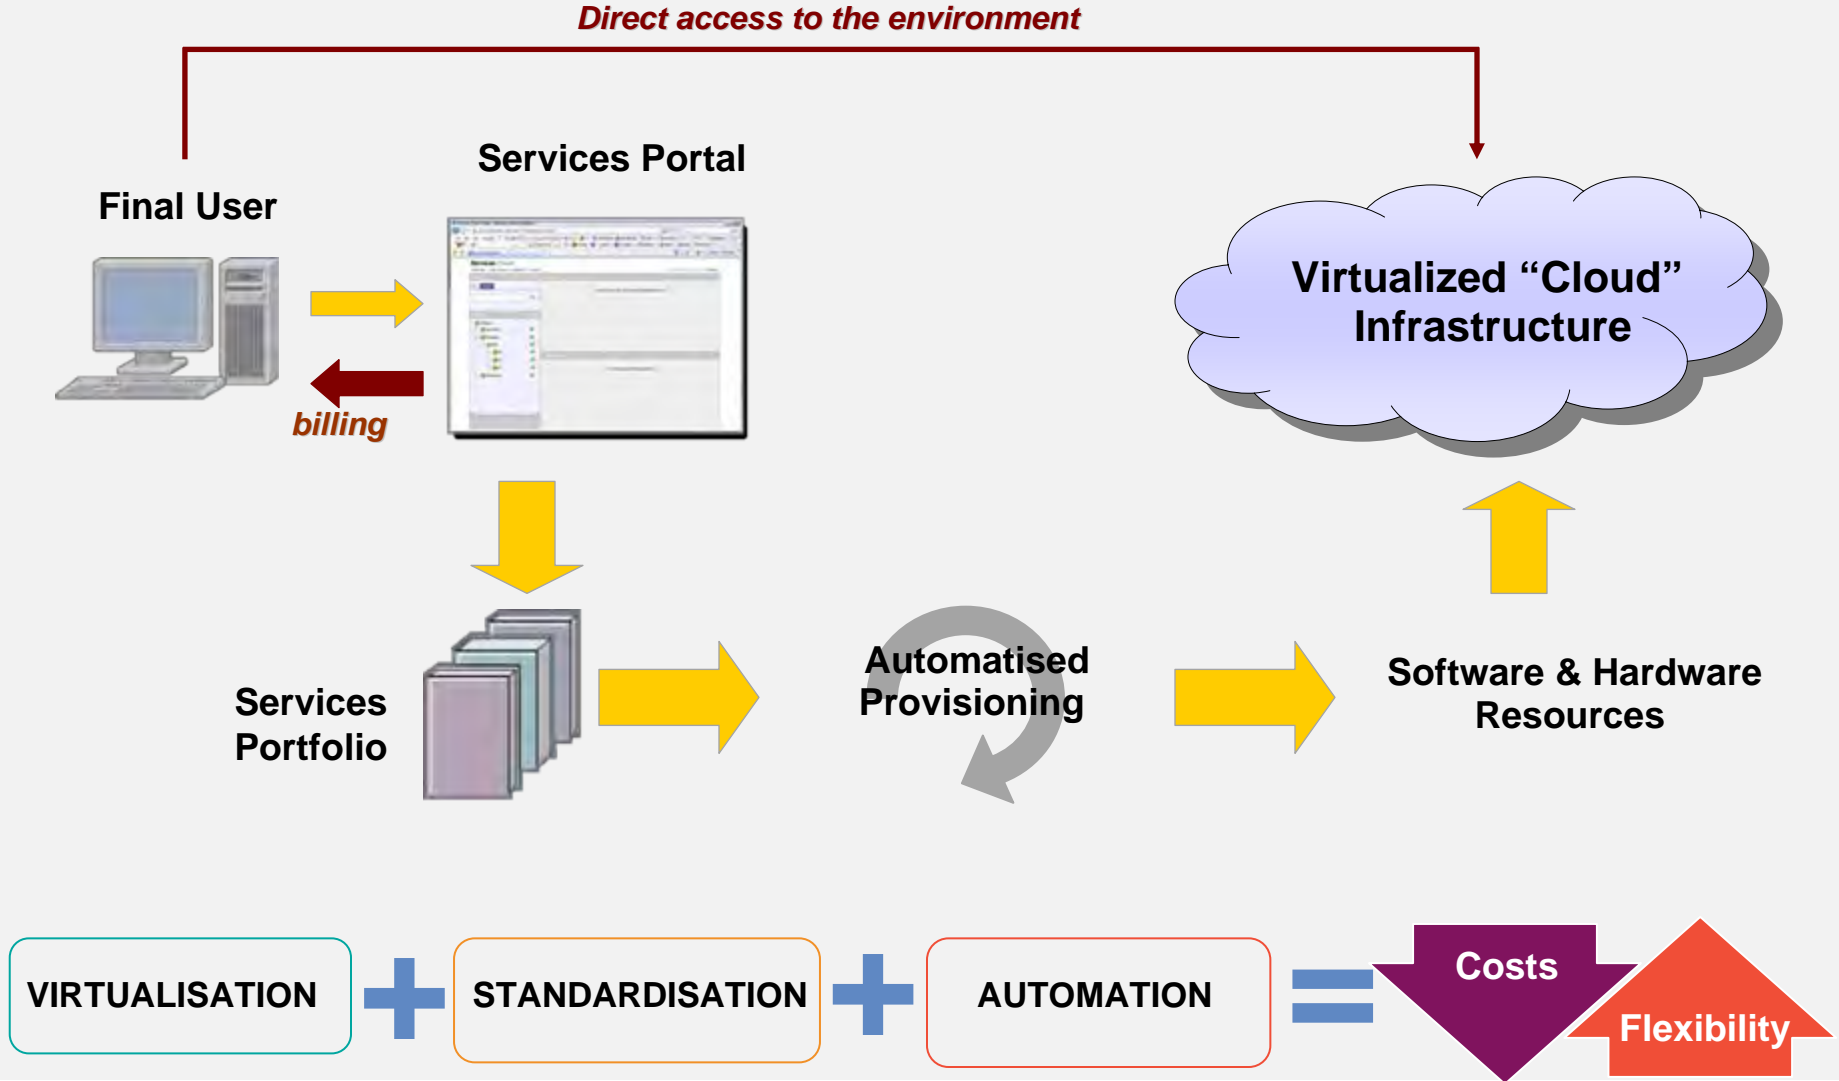 Direct access to the environment
Services Portal
Final User
billing
Virtualized “Cloud”
Infrastructure
Services
Portfolio
Automatised
Provisioning
Software & Hardware
Resources
VIRTUALISATION
STANDARDISATION
AUTOMATION
Costs
Flexibility